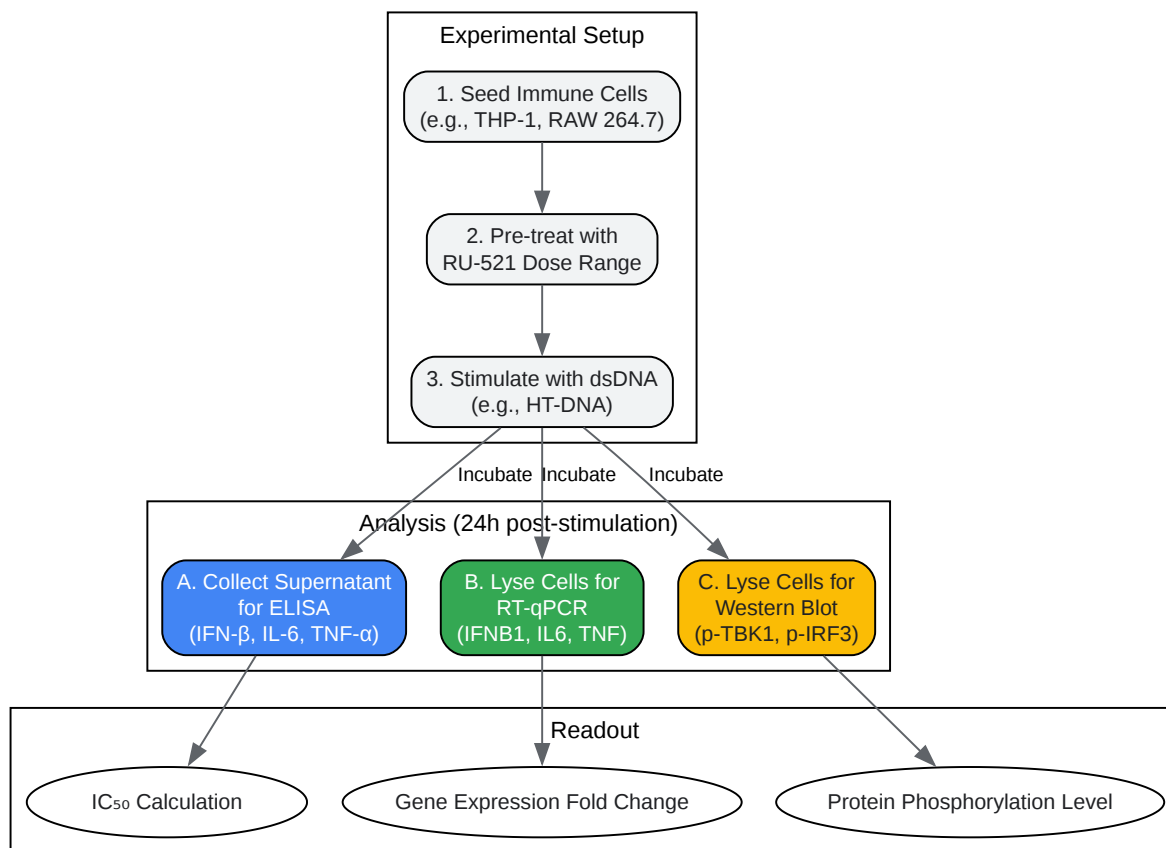 Experimental Setup
1. Seed Immune Cells
(e.g., THP-1, RAW 264.7)
2. Pre-treat with
RU-521 Dose Range
3. Stimulate with dsDNA
(e.g., HT-DNA)
Incubate
Incubate
Incubate
Analysis (24h post-stimulation)
A. Collect Supernatant
for ELISA
(IFN-β, IL-6, TNF-α)
B. Lyse Cells for
RT-qPCR
(IFNB1, IL6, TNF)
C. Lyse Cells for
Western Blot
(p-TBK1, p-IRF3)
Readout
IC₅₀ Calculation
Gene Expression Fold Change
Protein Phosphorylation Level